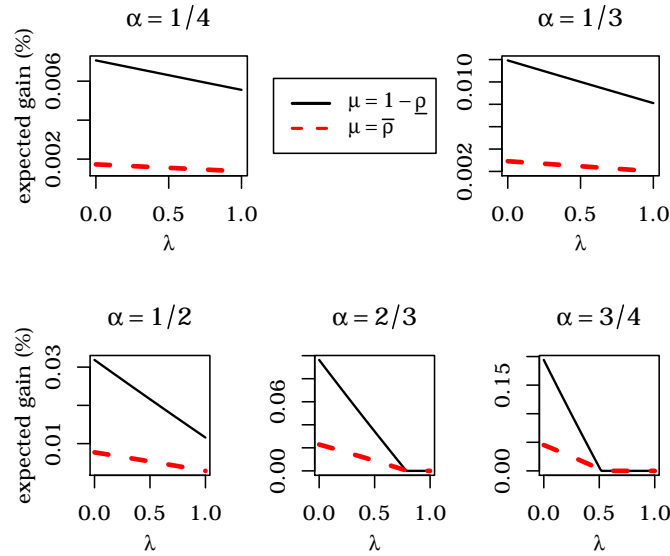 α = 1/4
α = 1/3
expected gain (%)
0.006
0.002
0.0 0.5 1.0
λ
μ = 1 − ρ
μ = ρ̅
0.010
0.002
0.0 0.5 1.0
λ
α = 1/2
α = 2/3
α = 3/4
expected gain (%)
0.03
0.01
0.0 0.5 1.0
λ
0.06
0.00
0.0 0.5 1.0
λ
0.15
0.00
0.0 0.5 1.0
λ